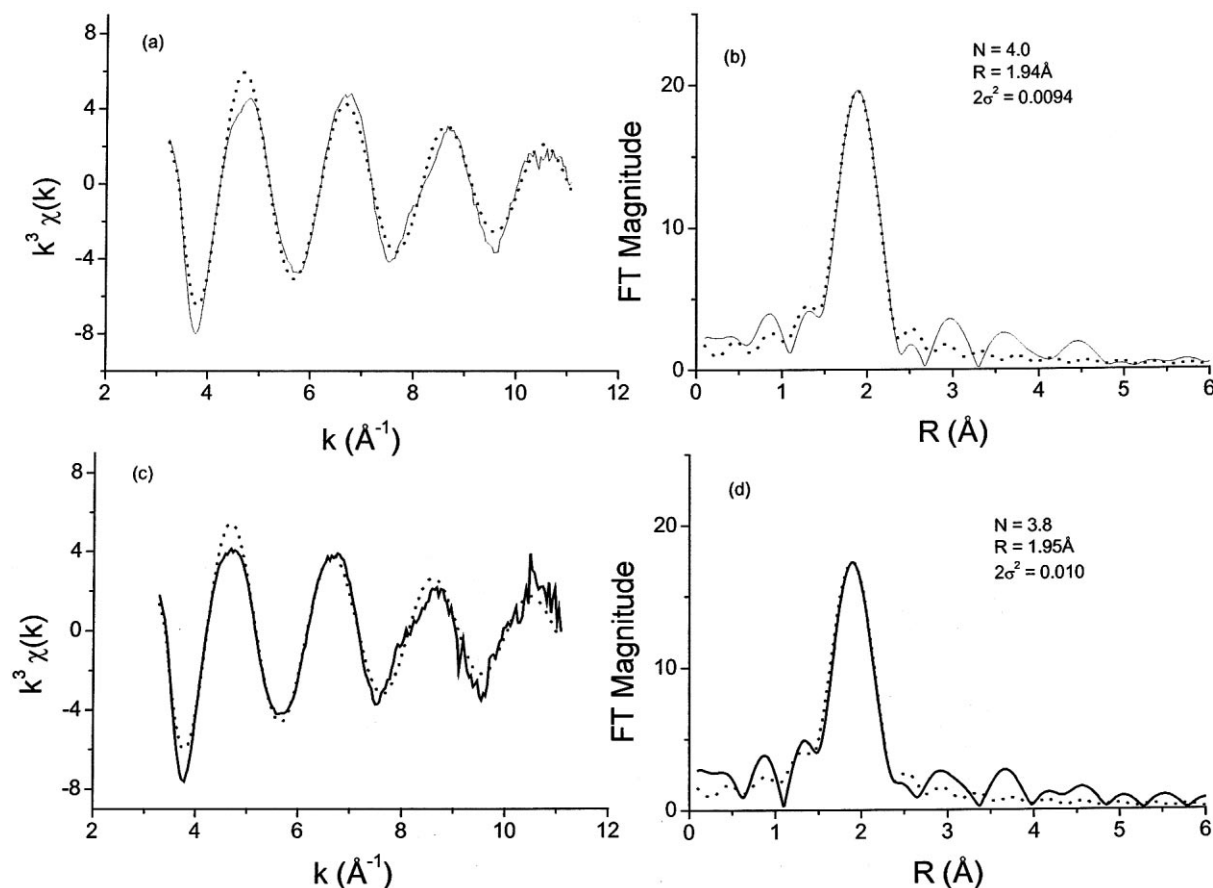 (a)
8
4
0
-4
-8
k³ χ(k)
2 4 6 8 10 12
k (Å⁻¹)
(b)
N = 4.0
R = 1.94Å
2σ² = 0.0094
20
10
0
FT Magnitude
0 1 2 3 4 5 6
R (Å)
(c)
8
4
0
-4
-8
k³ χ(k)
2 4 6 8 10 12
k (Å⁻¹)
(d)
N = 3.8
R = 1.95Å
2σ² = 0.010
20
10
0
FT Magnitude
0 1 2 3 4 5 6
R (Å)